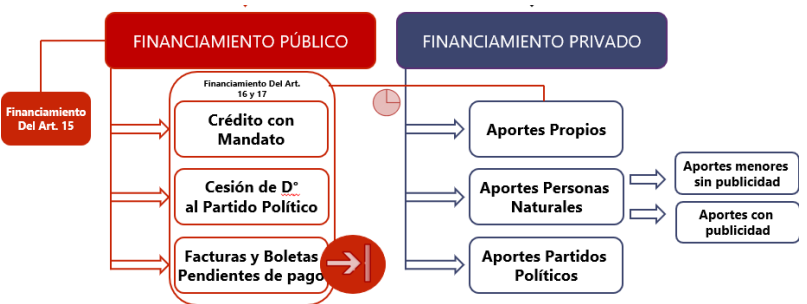 FINANCIAMIENTO PÚBLICO
FINANCIAMIENTO PRIVADO
Financiamiento
Del Art. 15
Financiamiento Del Art.
16 y 17
Crédito con
Mandato
Cesión de D°
al Partido Político
Facturas y Boletas
Pendientes de pago
Aportes Propios
Aportes Personas
Naturales
Aportes menores
sin publicidad
Aportes con
publicidad
Aportes Partidos
Políticos